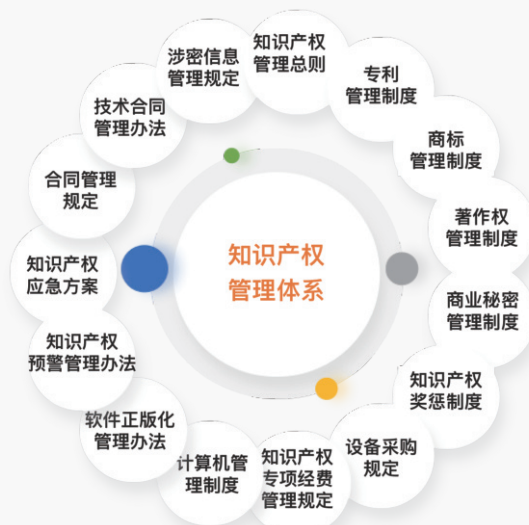 知识产权
管理体系
知识产权
管理总则
专利
管理制度
商标
管理制度
著作权
管理制度
商业秘密
管理制度
知识产权
奖惩制度
设备采购
规定
知识产权
专项经费
管理规定
计算机管
理制度
软件正版化
管理办法
知识产权
预警管理办法
知识产权
应急方案
合同管理
规定
技术合同
管理办法
涉密信息
管理规定